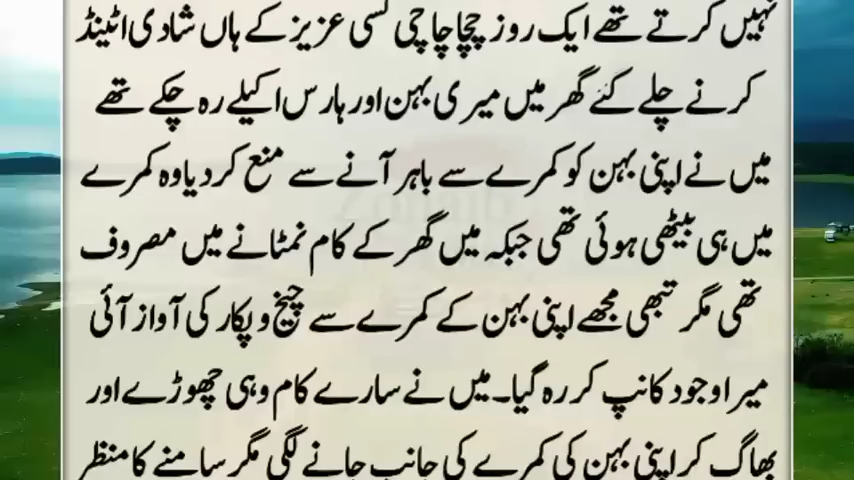 نہیں کرتے تھے ایک روز چچا چاچی کسی عزیز کے ہاں شادی اٹینڈ
کرنے چلے گئے گھر میں میری بہن اور ہارس اکیلے رہ چکے تھے
میں نے اپنی بہن کو کمرے سے باہر آنے سے منع کر دیا وہ کمرے
میں ہی بیٹھی ہوئی تھی جبکہ میں گھر کے کام نمٹانے میں مصروف
تھی مگر تبھی مجھے اپنی بہن کے کمرے سے چیخ و پکار کی آواز آئی
میرا وجود کانپ کر رہ گیا۔ میں نے سارے کام وہی چھوڑے اور
بھاگ کر اپنی بہن کی کمرے کی جانب جانے لگی مگر سامنے کا منظر